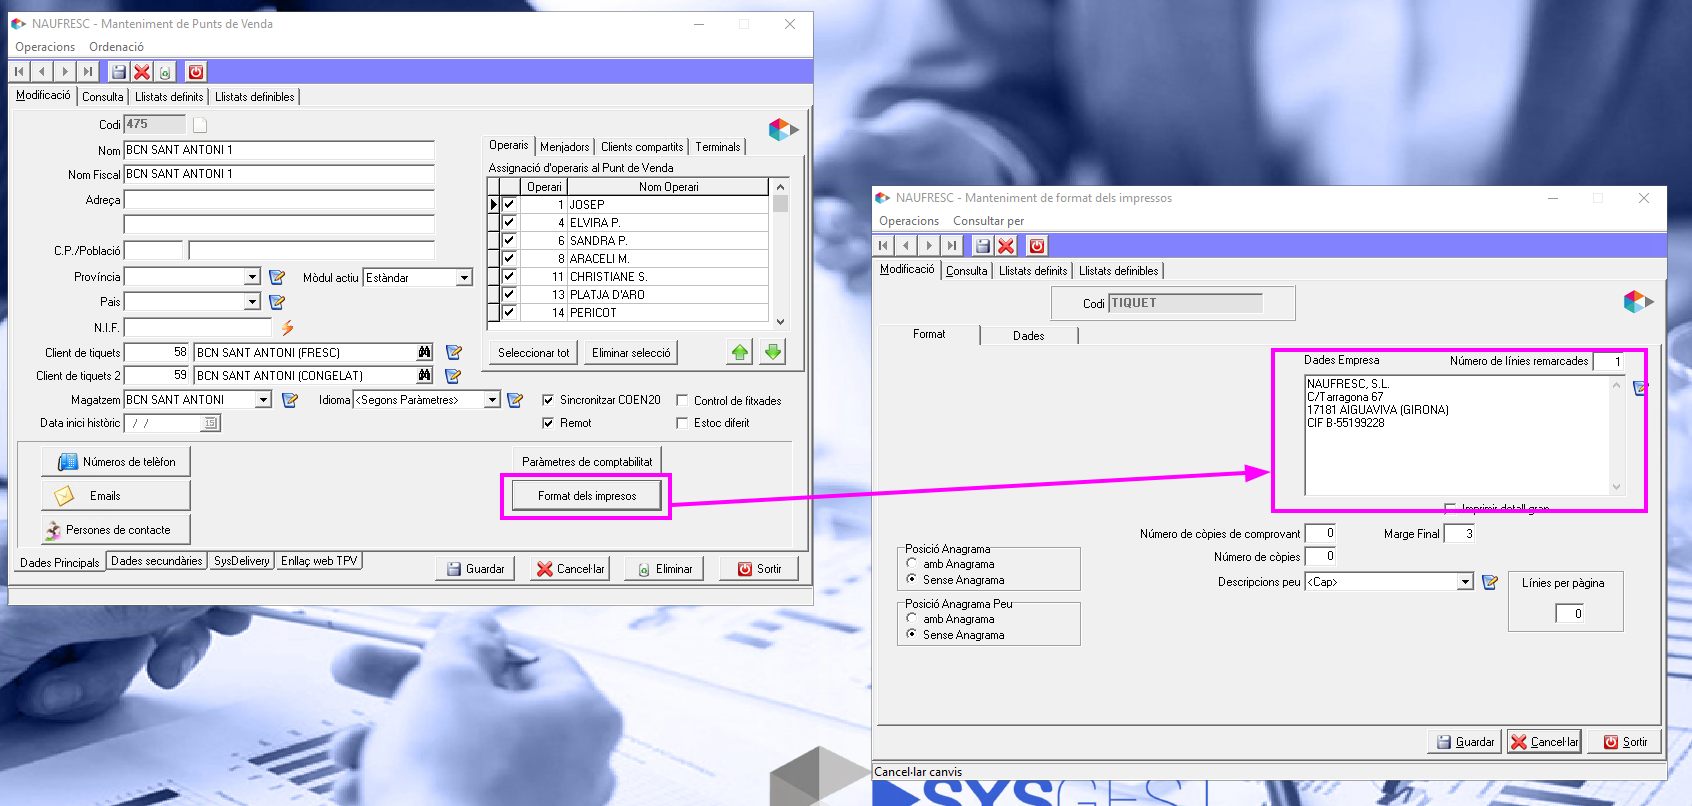 NAUFRESC - Manteniment de Punts de Venda
Operacions Ordenació
Modificació Consulta Llistats definits Llistats definibles
Codi 475
Nom BCN SANT ANTONI 1
Nom Fiscal BCN SANT ANTONI 1
Adreça
C.P./Població
Província Mòdul actiu Estàndar
Pais
N.I.F.
Client de tiquets 58 BCN SANT ANTONI (FRESC)
Client de tiquets 2 59 BCN SANT ANTONI (CONGELAT)
Magatzem BCN SANT ANTONI Idioma <Segons Paràmetres>
Data inici històric / / 15
Sincronitzar COEN20 Control de fitxades
Remot Estoc diferit
Operaris Menjadors Clients compartits Terminals
Assignació d'operaris al Punt de Venda
Operari Nom Operari
1 JOSEP
4 ELVIRA P.
6 SANDRA P.
8 ARACELI M.
11 CHRISTIANE S.
13 PLATJA D'ARO
14 PERICOT
Seleccionar tot Eliminar selecció
Números de telèfon
Emails
Persones de contacte
Paràmetres de comptabilitat
Format dels impresos
Dades Principals Dades secundàries SysDelivery Enllaç web TPV
Guardar Cancel·lar Eliminar Sortir
NAUFRESC - Manteniment de format dels impressos
Operacions Consultar per
Modificació Consulta Llistats definits Llistats definibles
Codi TIQUET
Format Dades
Dades Empresa Número de línies remarcades 1
NAUFRESC, S.L.
C/Tarragona 67
17181 AIGUAVIVA (GIRONA)
CIF B-55199228
Imprimir detall gran
Número de còpies de comprovant 0 Marge Final 3
Número de còpies 0
Descripcions peu <Cap>
Línies per pàgina
0
Posició Anagrama
amb Anagrama
Sense Anagrama
Posició Anagrama Peu
amb Anagrama
Sense Anagrama
Guardar Cancel·lar Sortir
Cancel·lar canvis
SYSGEST